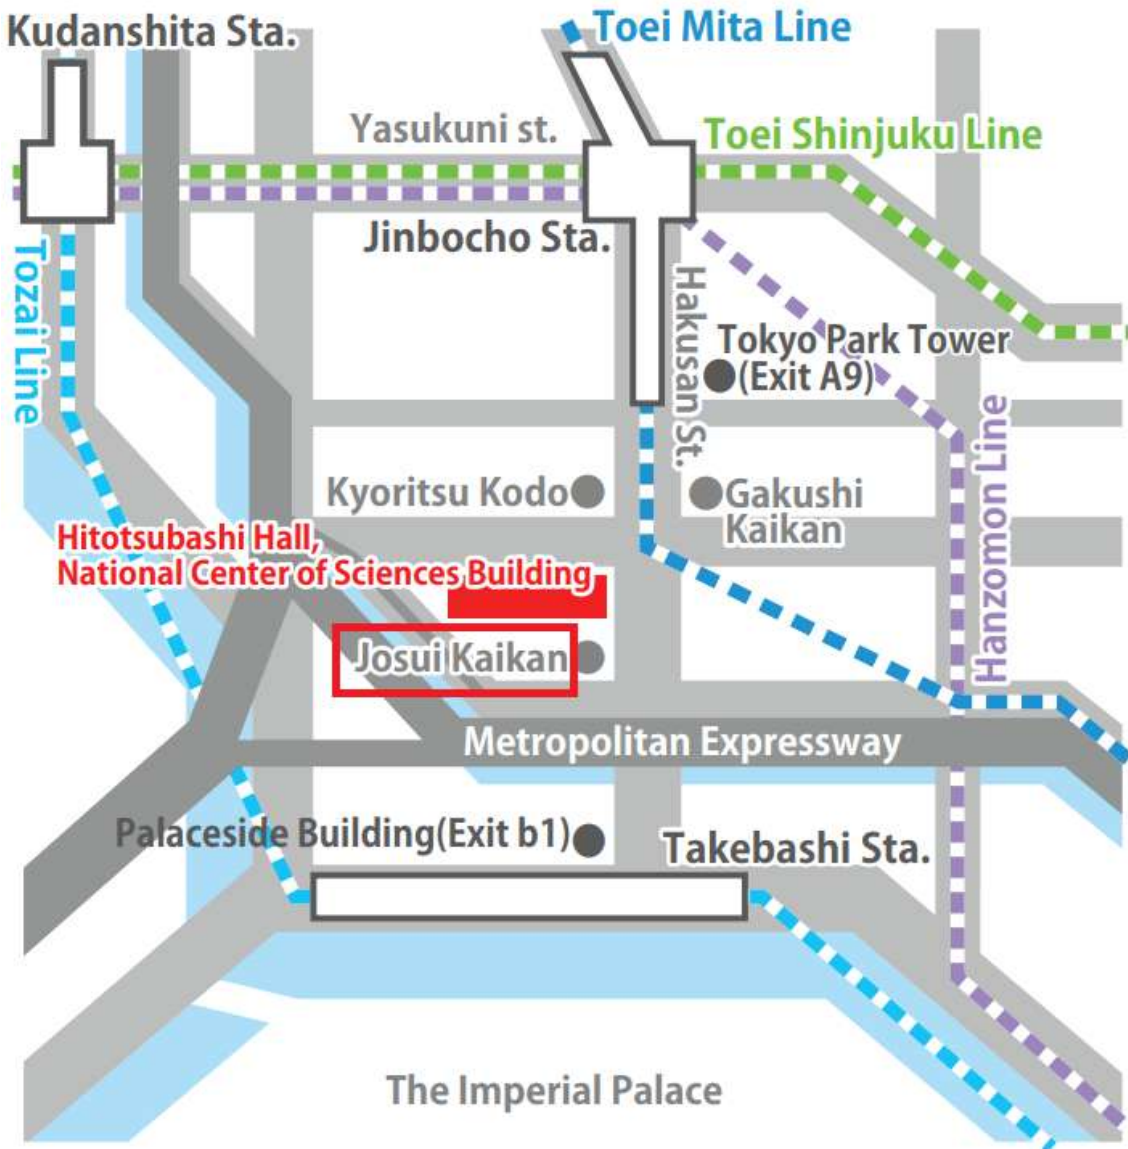 Kudanshita Sta.
Toei Mita Line
Yasukuni st.
Toei Shinjuku Line
Jinbocho Sta.
Tozai Line
Hakusan St.
Tokyo Park Tower
(Exit A9)
Hanzomon Line
Kyoritsu Kodo
Gakushi
Kaikan
Hitotsubashi Hall,
National Center of Sciences Building
Josui Kaikan
Metropolitan Expressway
Palaceside Building(Exit b1)
Takebashi Sta.
The Imperial Palace